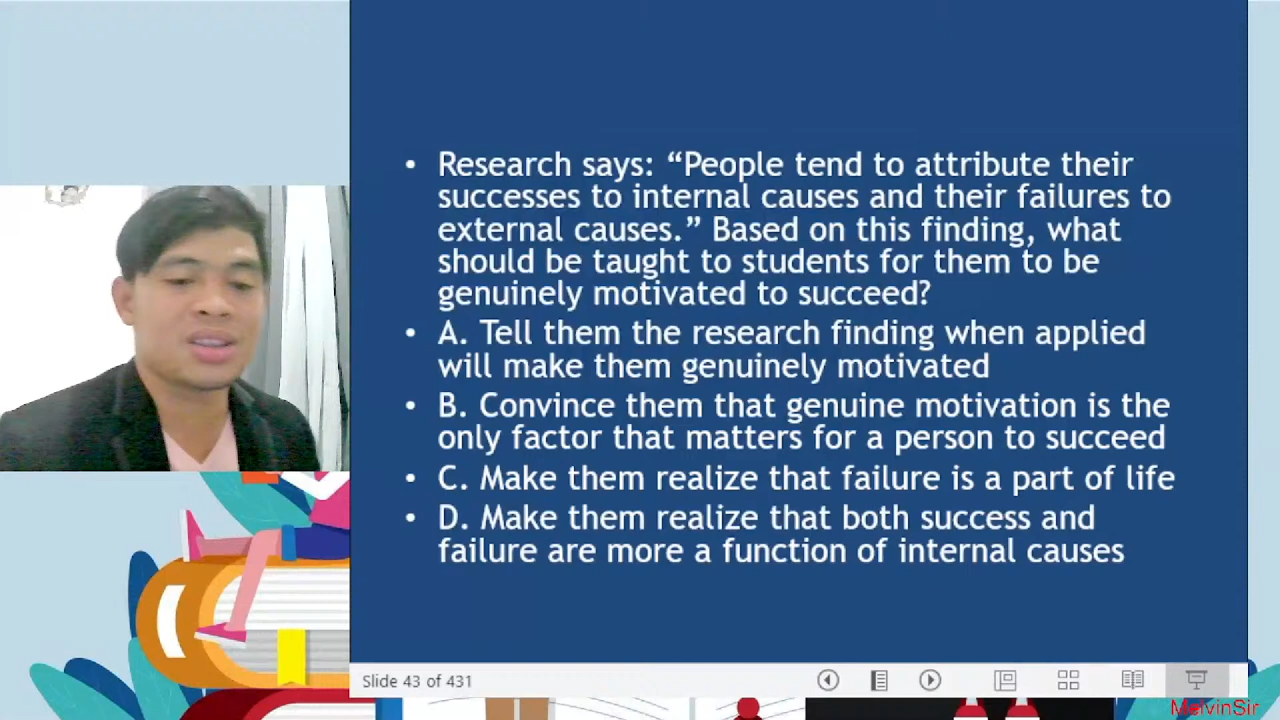 • Research says: “People tend to attribute their
successes to internal causes and their failures to
external causes.” Based on this finding, what
should be taught to students for them to be
genuinely motivated to succeed?
• A. Tell them the research finding when applied
will make them genuinely motivated
• B. Convince them that genuine motivation is the
only factor that matters for a person to succeed
• C. Make them realize that failure is a part of life
• D. Make them realize that both success and
failure are more a function of internal causes
Slide 43 of 431
MelvinSir